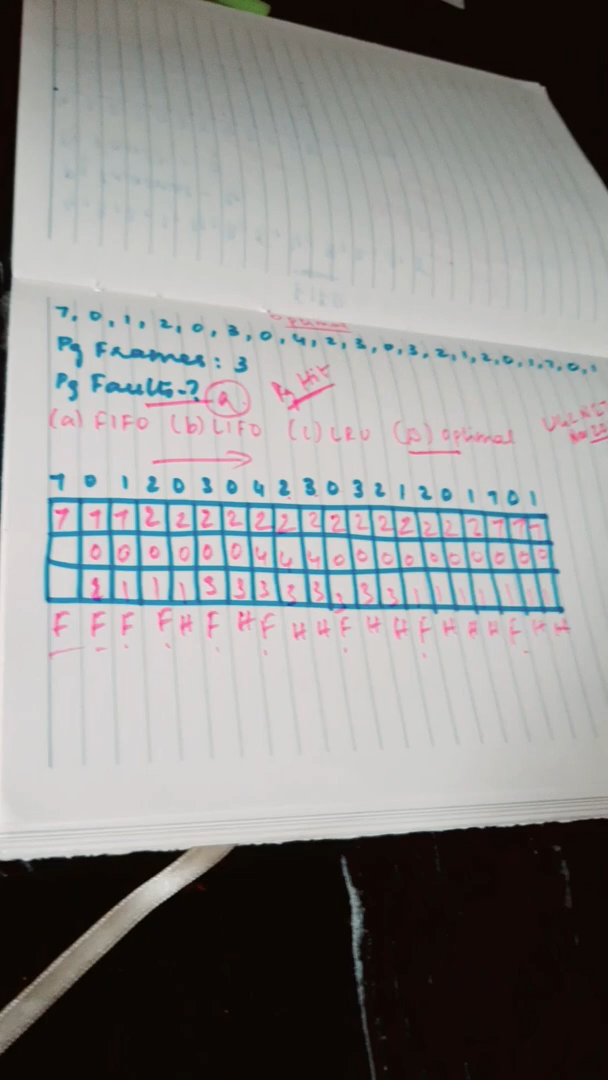 optimal
7, 0, 1, 2, 0, 3, 0, 4, 2, 3, 0, 3, 2, 1, 2, 0, 1, 7, 0, 1
Pg Frames : 3
Pg Faults - ? 9 Pg Hit
(a) FIFO (b) LIFO (c) LRU (D) optimal
7 0 1 2 0 3 0 4 2 3 0 3 2 1 2 0 1 7 0 1
7 7 7 2 2 2 2 2 2 2 2 2 2 2 2 2 7 7 7
0 0 0 0 0 0 4 4 4 0 0 0 0 0 0 0 0 0
1 1 1 3 3 3 3 3 3 3 3 1 1 1 1 1 1
F F F F H F H F H H F H H F H H H F H H